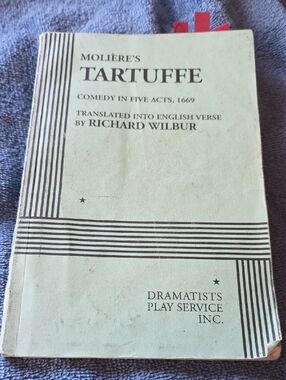 MOLIÈRE'S
TARTUFFE
COMEDY IN FIVE ACTS, 1669
TRANSLATED INTO ENGLISH VERSE
BY RICHARD WILBUR
DRAMATISTS
PLAY SERVICE
INC.